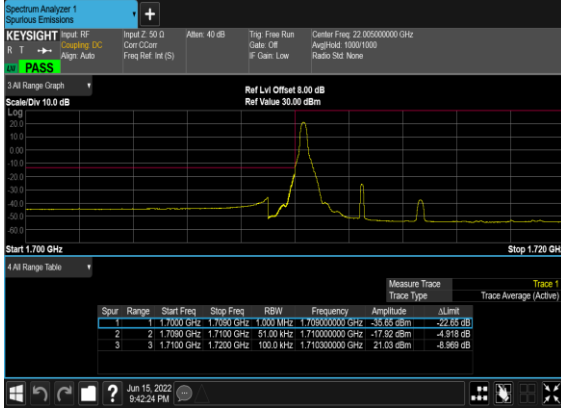 Spectrum Analyzer 1
Spurious Emissions
+
KEYSIGHT Input: RF Input Z: 50 Ω Atten: 40 dB Trig: Free Run Center Freq: 22.005000000 GHz
R T Coupling: DC Corr CCorr Gate: Off Avg|Hold: 1000/1000
Align: Auto Freq Ref: Int (S) IF Gain: Low Radio Std: None
LXI PASS
3 All Range Graph
Ref Lvl Offset 8.00 dB
Scale/Div 10.0 dB Ref Value 30.00 dBm
Log
20.0
10.0
0.00
-10.0
-20.0
-30.0
-40.0
-50.0
-60.0
Start 1.700 GHz Stop 1.720 GH
4 All Range Table
Measure Trace Trace 1
Trace Type Trace Average (Active)
Spur Range Start Freq Stop Freq RBW Frequency Amplitude ΔLimit
1 1 1.7000 GHz 1.7090 GHz 1.000 MHz 1.709000000 GHz -35.65 dBm -22.65 dB
2 2 1.7090 GHz 1.7100 GHz 51.00 kHz 1.710000000 GHz -17.92 dBm -4.918 dB
3 3 1.7100 GHz 1.7200 GHz 100.0 kHz 1.710300000 GHz 21.03 dBm -8.969 dB
? Jun 15, 2022
9:42:24 PM